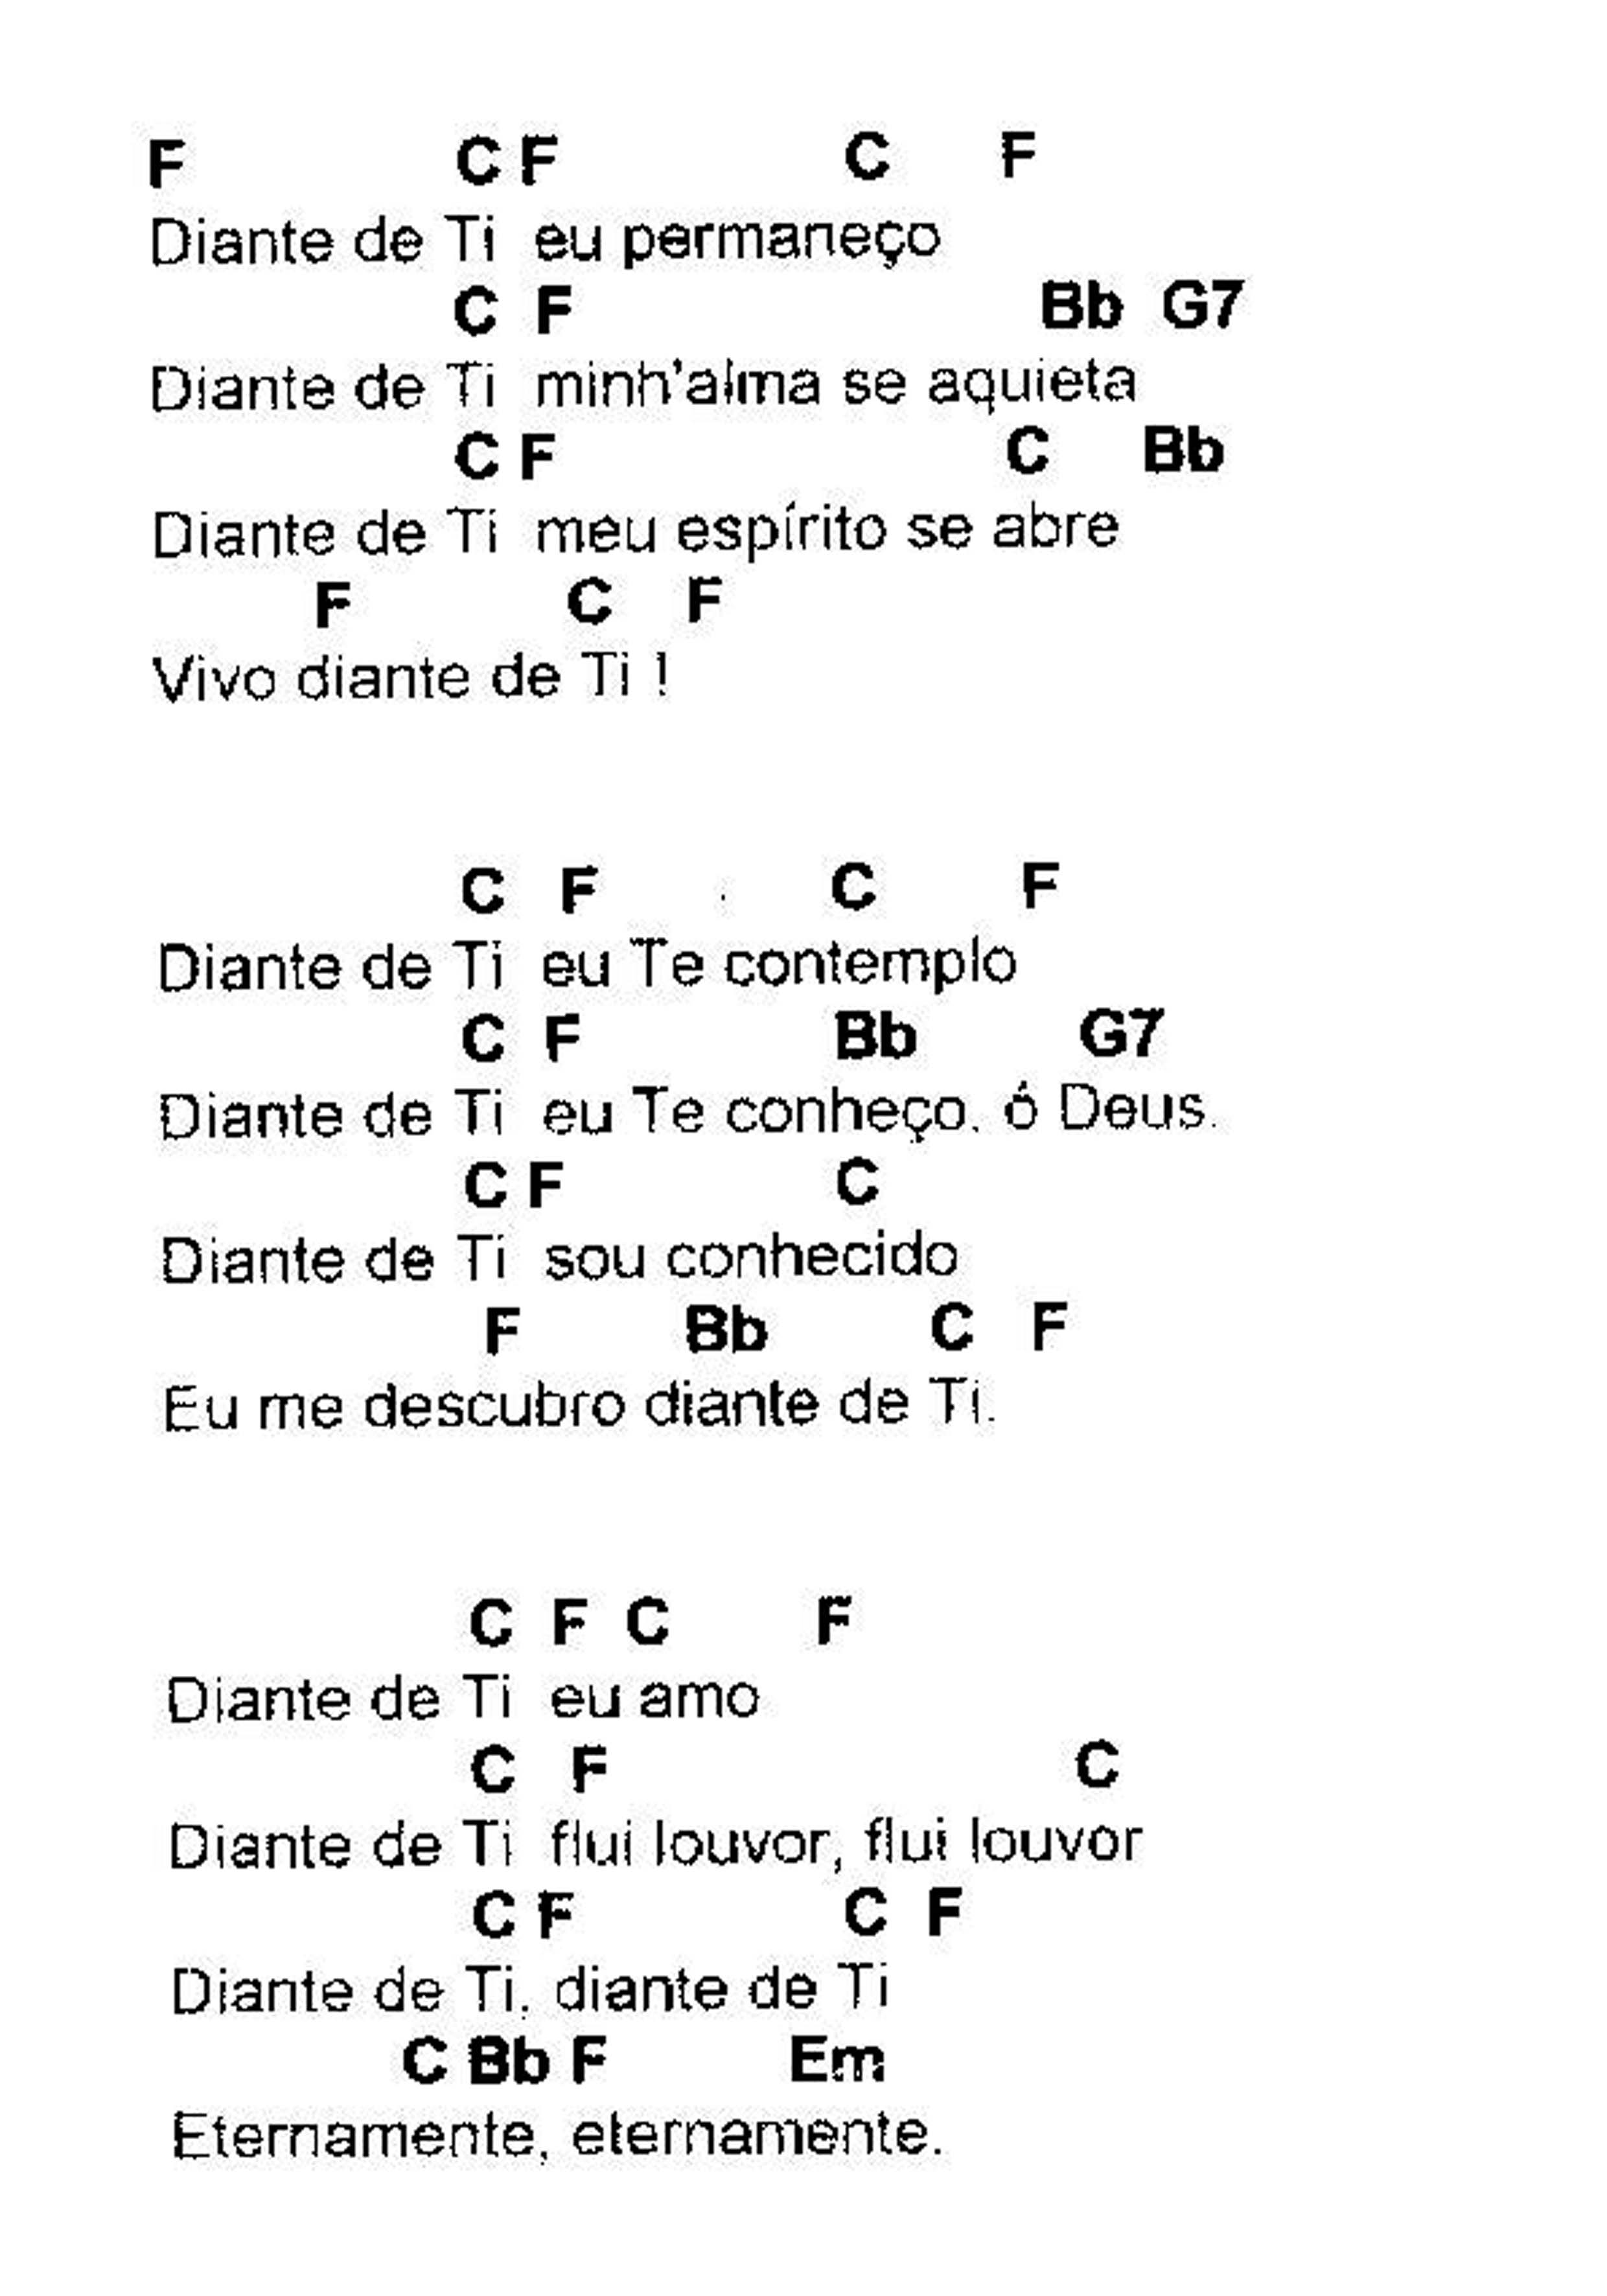 F C F C F
Diante de Ti eu permaneço
C F Bb G7
Diante de Ti minh'alma se aquieta
C F C Bb
Diante de Ti meu espírito se abre
F C F
Vivo diante de Ti !
C F C F
Diante de Ti eu Te contemplo
C F Bb G7
Diante de Ti eu Te conheço, ó Deus.
C F C
Diante de Ti sou conhecido
F Bb C F
Eu me descubro diante de Ti.
C F C F
Diante de Ti eu amo
C F C
Diante de Ti flui louvor, flui louvor
C F C F
Diante de Ti, diante de Ti
C Bb F Em
Eternamente, eternamente.